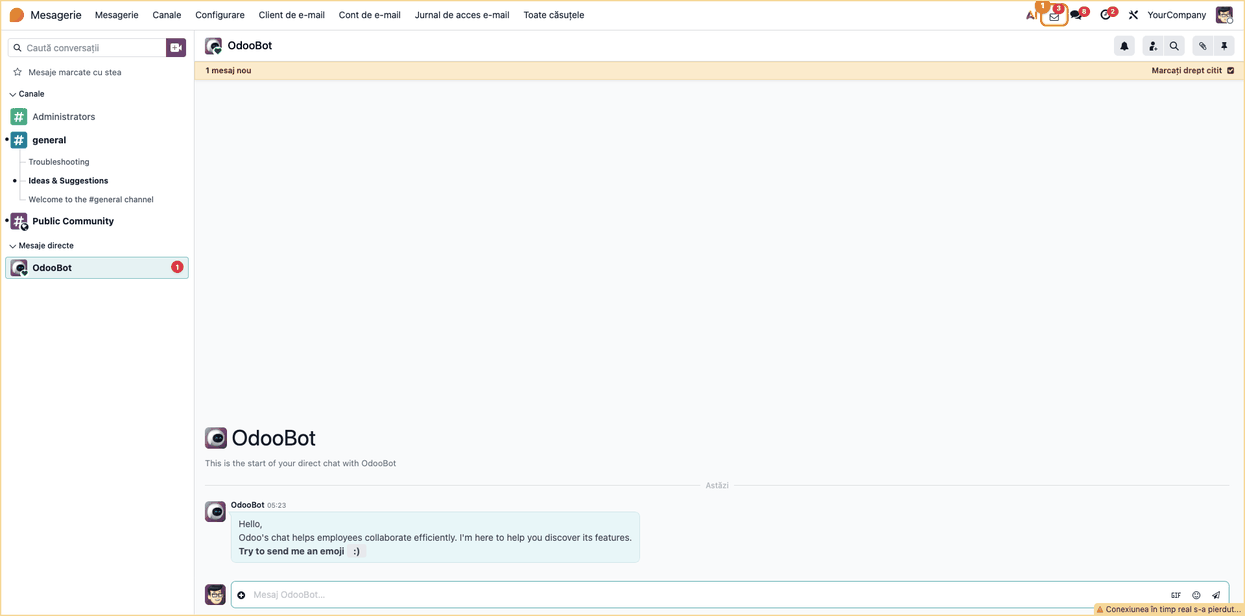 Mesagerie Mesagerie Canale Configurare Client de e-mail Cont de e-mail Jurnal de acces e-mail Toate căsuțele 1 3 8 2 YourCompany
Caută conversații
OdooBot
Mesaje marcate cu stea
1 mesaj nou Marcați drept citit
Canale
Administrators
general
Troubleshooting
Ideas & Suggestions
Welcome to the #general channel
Public Community
Mesaje directe
OdooBot 1
OdooBot
This is the start of your direct chat with OdooBot
Astăzi
OdooBot 05:23
Hello,
Odoo's chat helps employees collaborate efficiently. I'm here to help you discover its features.
Try to send me an emoji :)
Mesaj OdooBot... GIF
Conexiunea în timp real s-a pierdut...